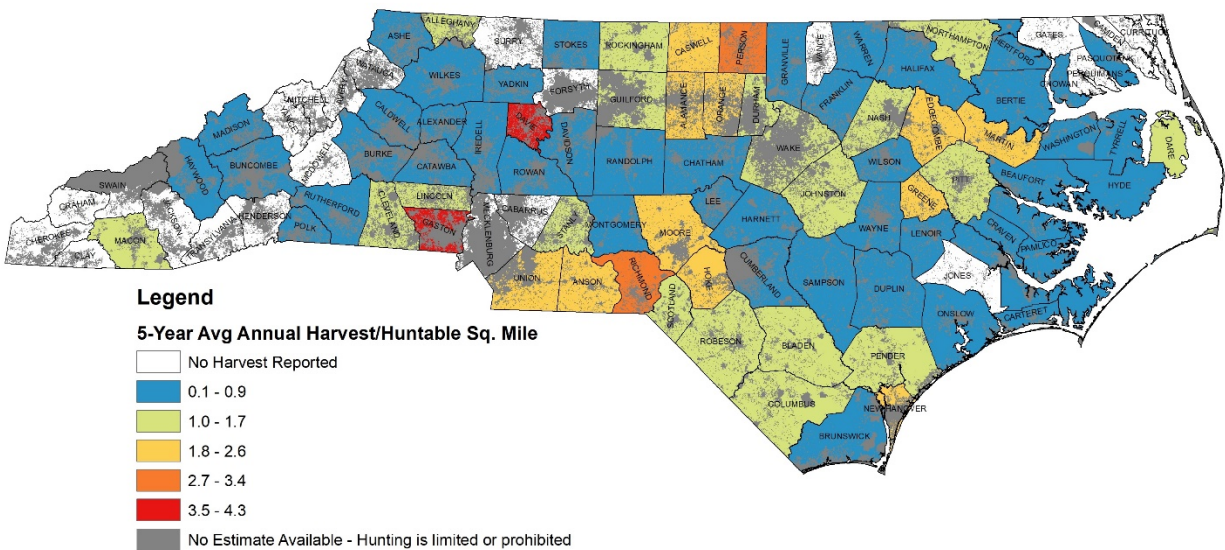 ALLEGHANY
ASHE
SURRY
STOKES
ROCKINGHAM
CASWELL
PERSON
GRANVILLE
VANCE
WARREN
NORTHAMPTON
HERTFORD
GATES
CAMDEN
CURRITUCK
PASQUOTANK
PERQUIMANS
CHOWAN
HALIFAX
WATAUGA
WILKES
YADKIN
FORSYTH
GUILFORD
ALAMANCE
ORANGE
DURHAM
FRANKLIN
BERTIE
MITCHELL
AVERY
CALDWELL
ALEXANDER
IREDELL
DAVIE
DAVIDSON
NASH
EDGECOMBE
MARTIN
WASHINGTON
TYRRELL
DARE
MADISON
YANCEY
BURKE
CATAWBA
ROWAN
RANDOLPH
CHATHAM
WAKE
WILSON
PITT
BEAUFORT
HYDE
HAYWOOD
BUNCOMBE
MCDOWELL
SWAIN
RUTHERFORD
LINCOLN
JOHNSTON
GREENE
LEE
GRAHAM
JACKSON
HENDERSON
POLK
CLEVELAND
GASTON
MECKLENBURG
CABARRUS
STANLY
MONTGOMERY
MOORE
HARNETT
WAYNE
LENOIR
CRAVEN
PAMLICO
CHEROKEE
CLAY
MACON
TRANSYLVANIA
UNION
ANSON
RICHMOND
HOKE
CUMBERLAND
SAMPSON
DUPLIN
JONES
ONSLOW
CARTERET
SCOTLAND
ROBESON
BLADEN
PENDER
COLUMBUS
NEW HANOVER
BRUNSWICK
Legend
5-Year Avg Annual Harvest/Huntable Sq. Mile
No Harvest Reported
0.1 - 0.9
1.0 - 1.7
1.8 - 2.6
2.7 - 3.4
3.5 - 4.3
No Estimate Available - Hunting is limited or prohibited